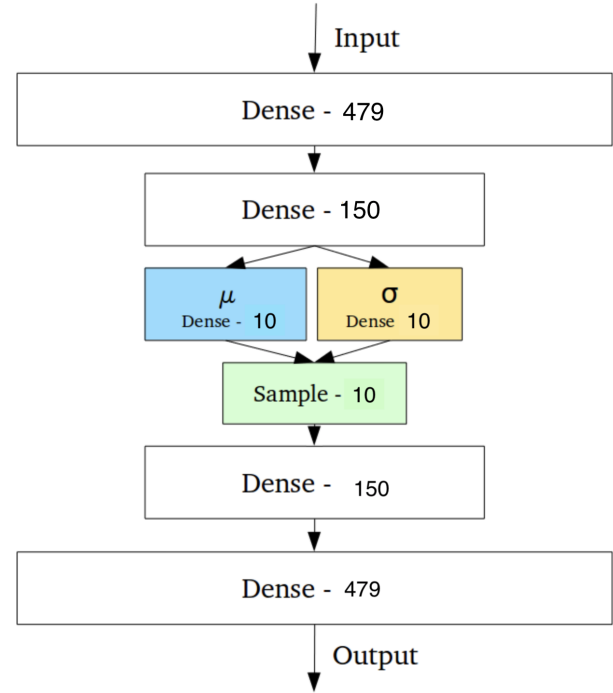 Input
Dense - 479
Dense - 150
μ
Dense - 10
σ
Dense 10
Sample - 10
Dense - 150
Dense - 479
Output